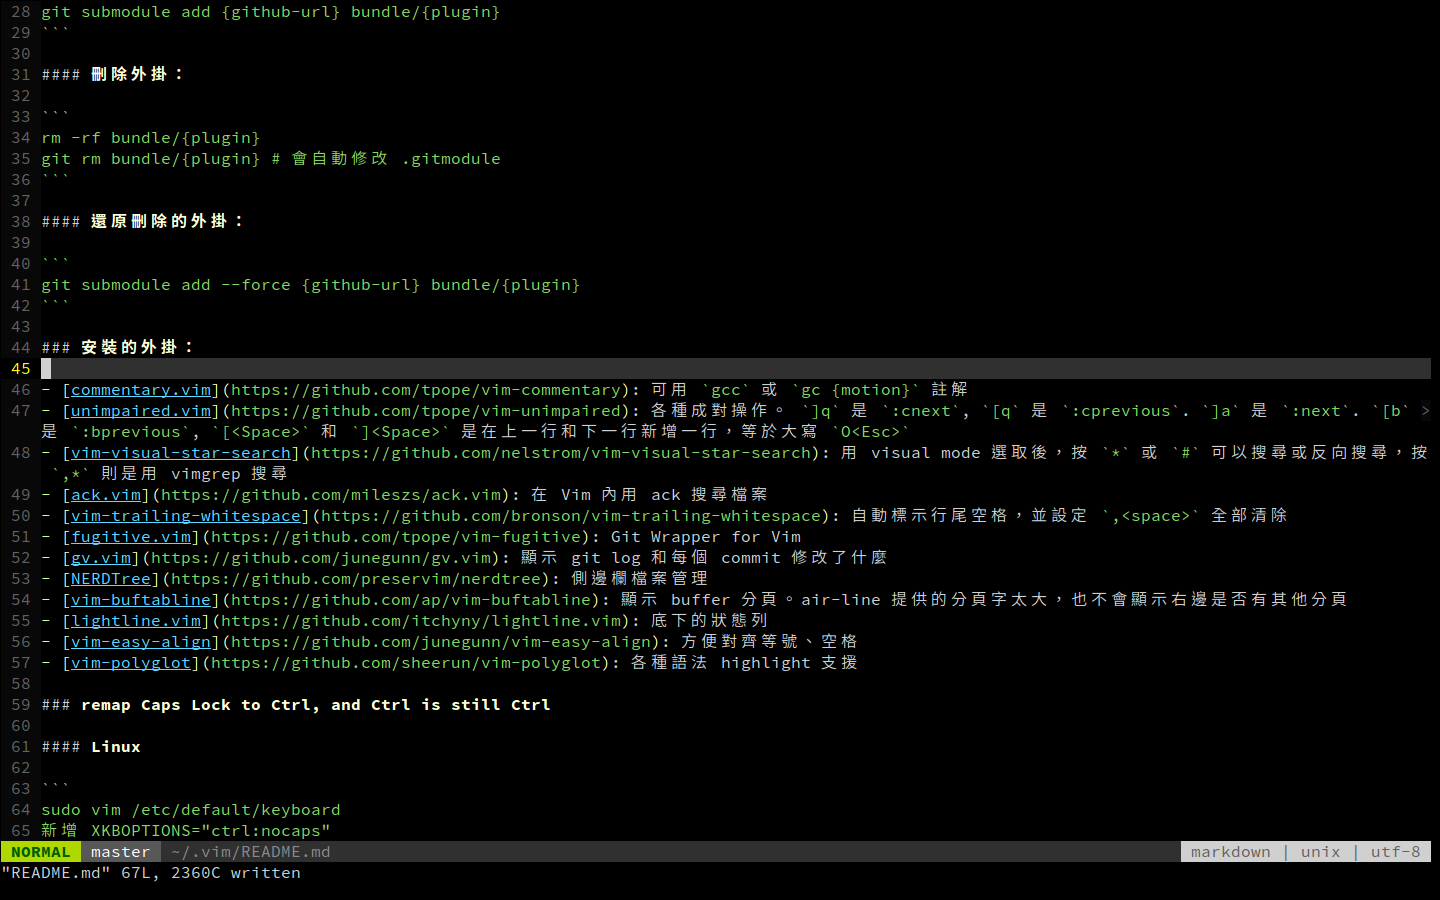 28 git submodule add {github-url} bundle/{plugin}
29 ```
30
31 #### 刪除外掛：
32
33 ```
34 rm -rf bundle/{plugin}
35 git rm bundle/{plugin} # 會自動修改 .gitmodule
36 ```
37
38 #### 還原刪除的外掛：
39
40 ```
41 git submodule add --force {github-url} bundle/{plugin}
42 ```
43
44 ### 安裝的外掛：
45
46 - [commentary.vim](https://github.com/tpope/vim-commentary): 可用 `gcc` 或 `gc {motion}` 註解
47 - [unimpaired.vim](https://github.com/tpope/vim-unimpaired): 各種成對操作。 `]q` 是 `:cnext`, `[q` 是 `:cprevious`. `]a` 是 `:next`. `[b` >
是 `:bprevious`, `[<Space>` 和 `]<Space>` 是在上一行和下一行新增一行，等於大寫 `O<Esc>`
48 - [vim-visual-star-search](https://github.com/nelstrom/vim-visual-star-search): 用 visual mode 選取後，按 `*` 或 `#` 可以搜尋或反向搜尋，按
`,*` 則是用 vimgrep 搜尋
49 - [ack.vim](https://github.com/mileszs/ack.vim): 在 Vim 內用 ack 搜尋檔案
50 - [vim-trailing-whitespace](https://github.com/bronson/vim-trailing-whitespace): 自動標示行尾空格，並設定 `,<space>` 全部清除
51 - [fugitive.vim](https://github.com/tpope/vim-fugitive): Git Wrapper for Vim
52 - [gv.vim](https://github.com/junegunn/gv.vim): 顯示 git log 和每個 commit 修改了什麼
53 - [NERDTree](https://github.com/preservim/nerdtree): 側邊欄檔案管理
54 - [vim-buftabline](https://github.com/ap/vim-buftabline): 顯示 buffer 分頁。air-line 提供的分頁字太大，也不會顯示右邊是否有其他分頁
55 - [lightline.vim](https://github.com/itchyny/lightline.vim): 底下的狀態列
56 - [vim-easy-align](https://github.com/junegunn/vim-easy-align): 方便對齊等號、空格
57 - [vim-polyglot](https://github.com/sheerun/vim-polyglot): 各種語法 highlight 支援
58
59 ### remap Caps Lock to Ctrl, and Ctrl is still Ctrl
60
61 #### Linux
62
63 ```
64 sudo vim /etc/default/keyboard
65 新增 XKBOPTIONS="ctrl:nocaps"
NORMAL master ~/.vim/README.md markdown | unix | utf-8
"README.md" 67L, 2360C written